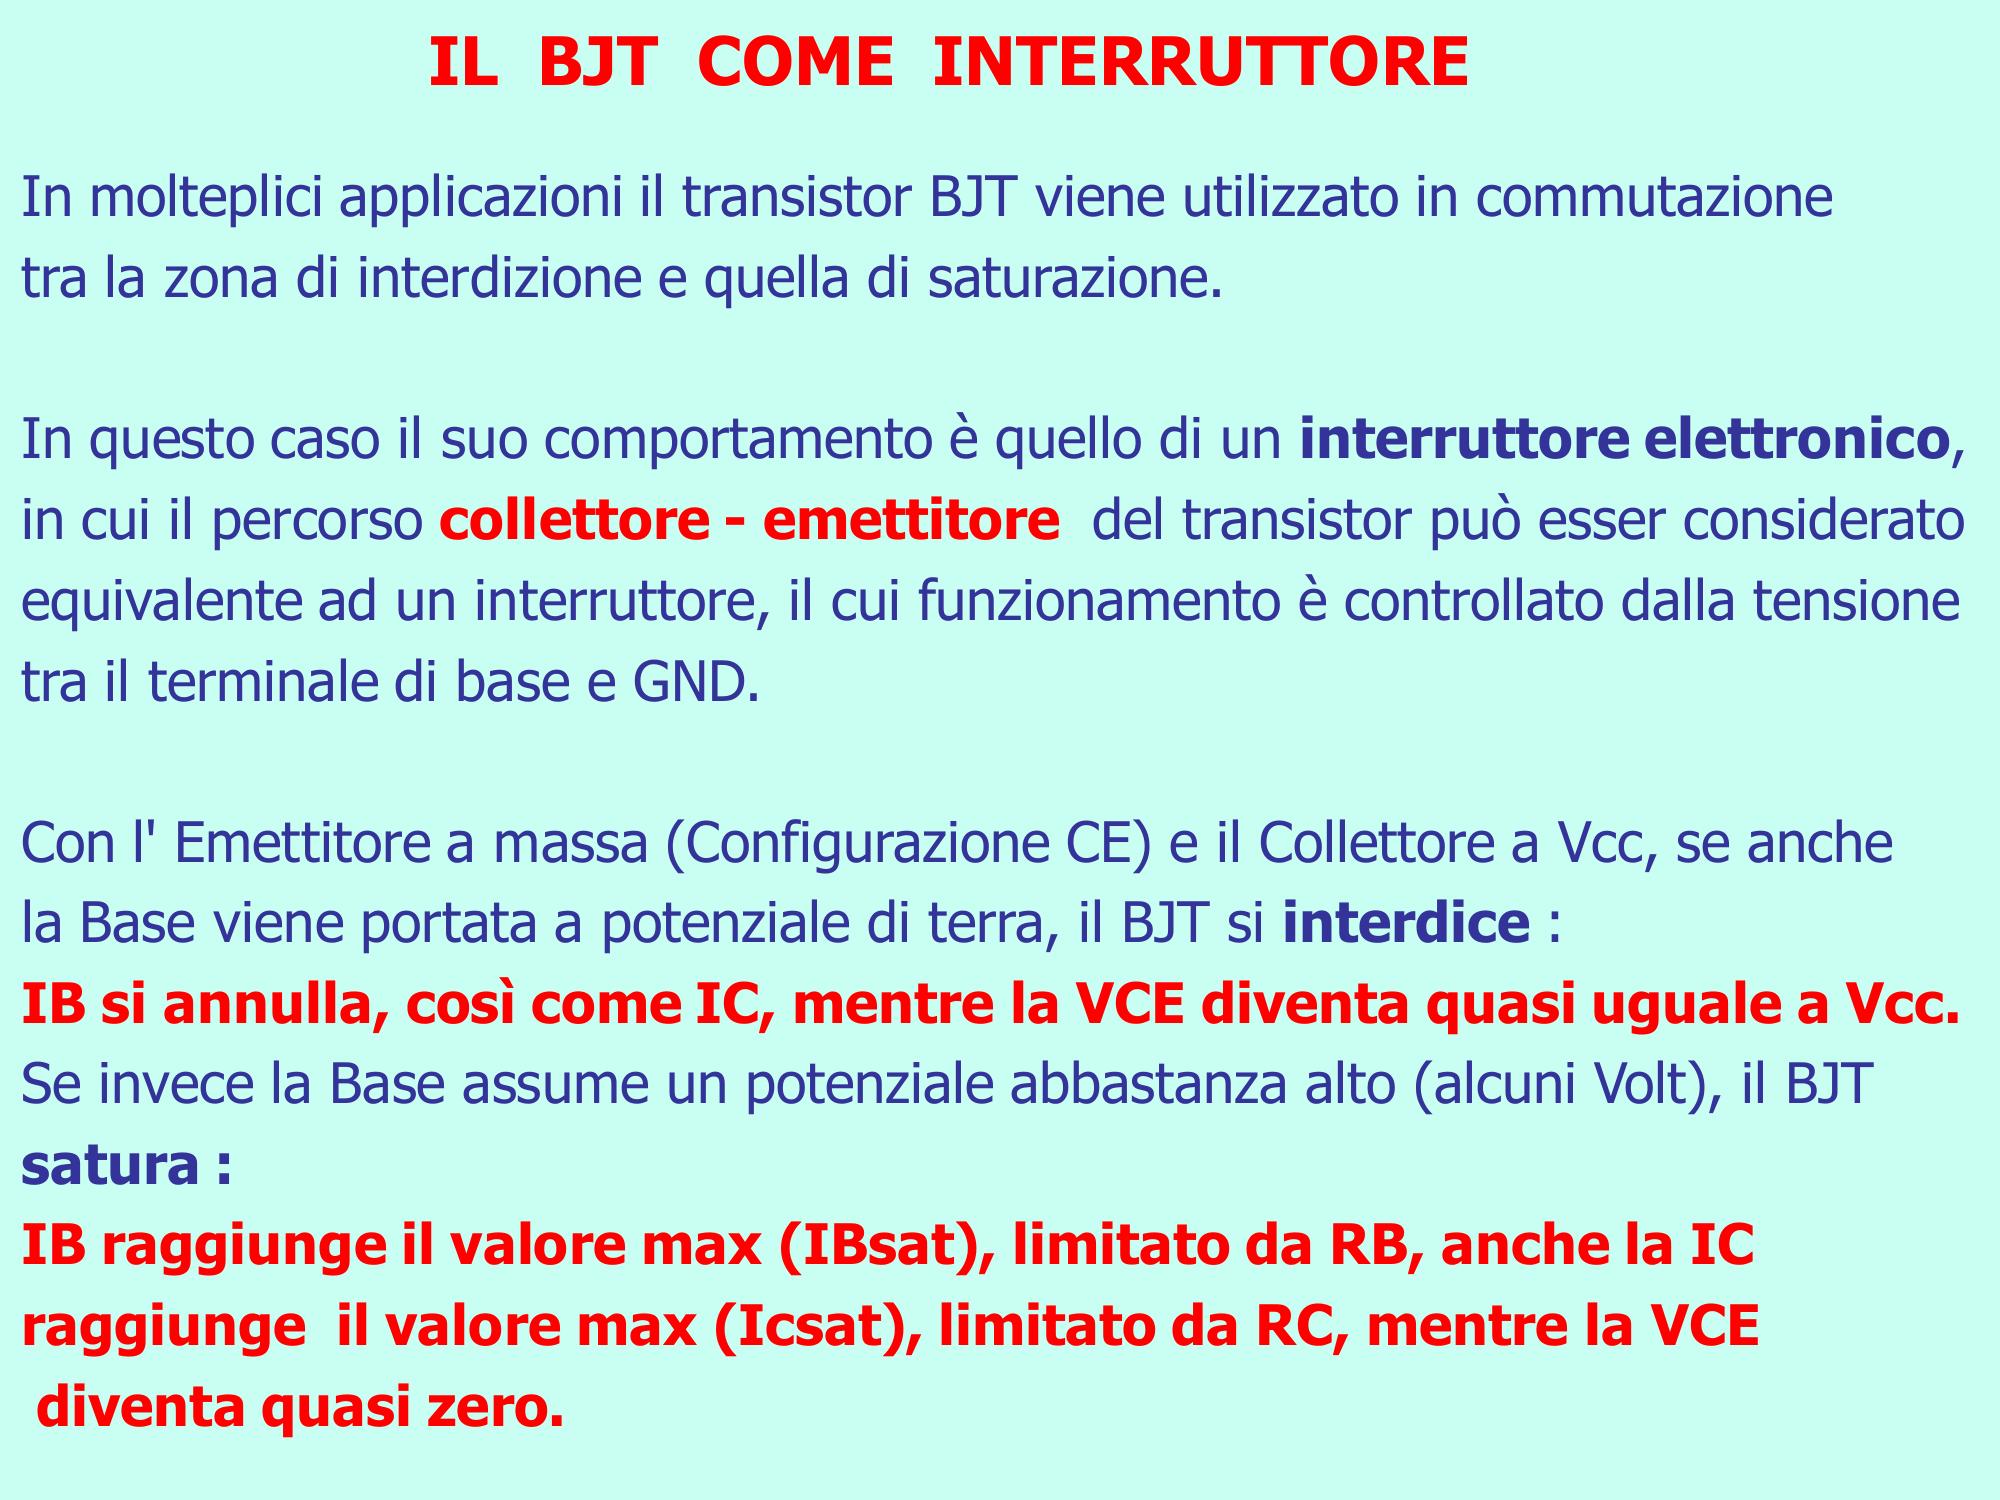 IL BJT COME INTERRUTTORE
In molteplici applicazioni il transistor BJT viene utilizzato in commutazione
tra la zona di interdizione e quella di saturazione.
In questo caso il suo comportamento è quello di un interruttore elettronico,
in cui il percorso collettore - emettitore del transistor può esser considerato
equivalente ad un interruttore, il cui funzionamento è controllato dalla tensione
tra il terminale di base e GND.
Con l' Emettitore a massa (Configurazione CE) e il Collettore a Vcc, se anche
la Base viene portata a potenziale di terra, il BJT si interdice :
IB si annulla, così come IC, mentre la VCE diventa quasi uguale a Vcc.
Se invece la Base assume un potenziale abbastanza alto (alcuni Volt), il BJT
satura :
IB raggiunge il valore max (IBsat), limitato da RB, anche la IC
raggiunge il valore max (Icsat), limitato da RC, mentre la VCE
diventa quasi zero.